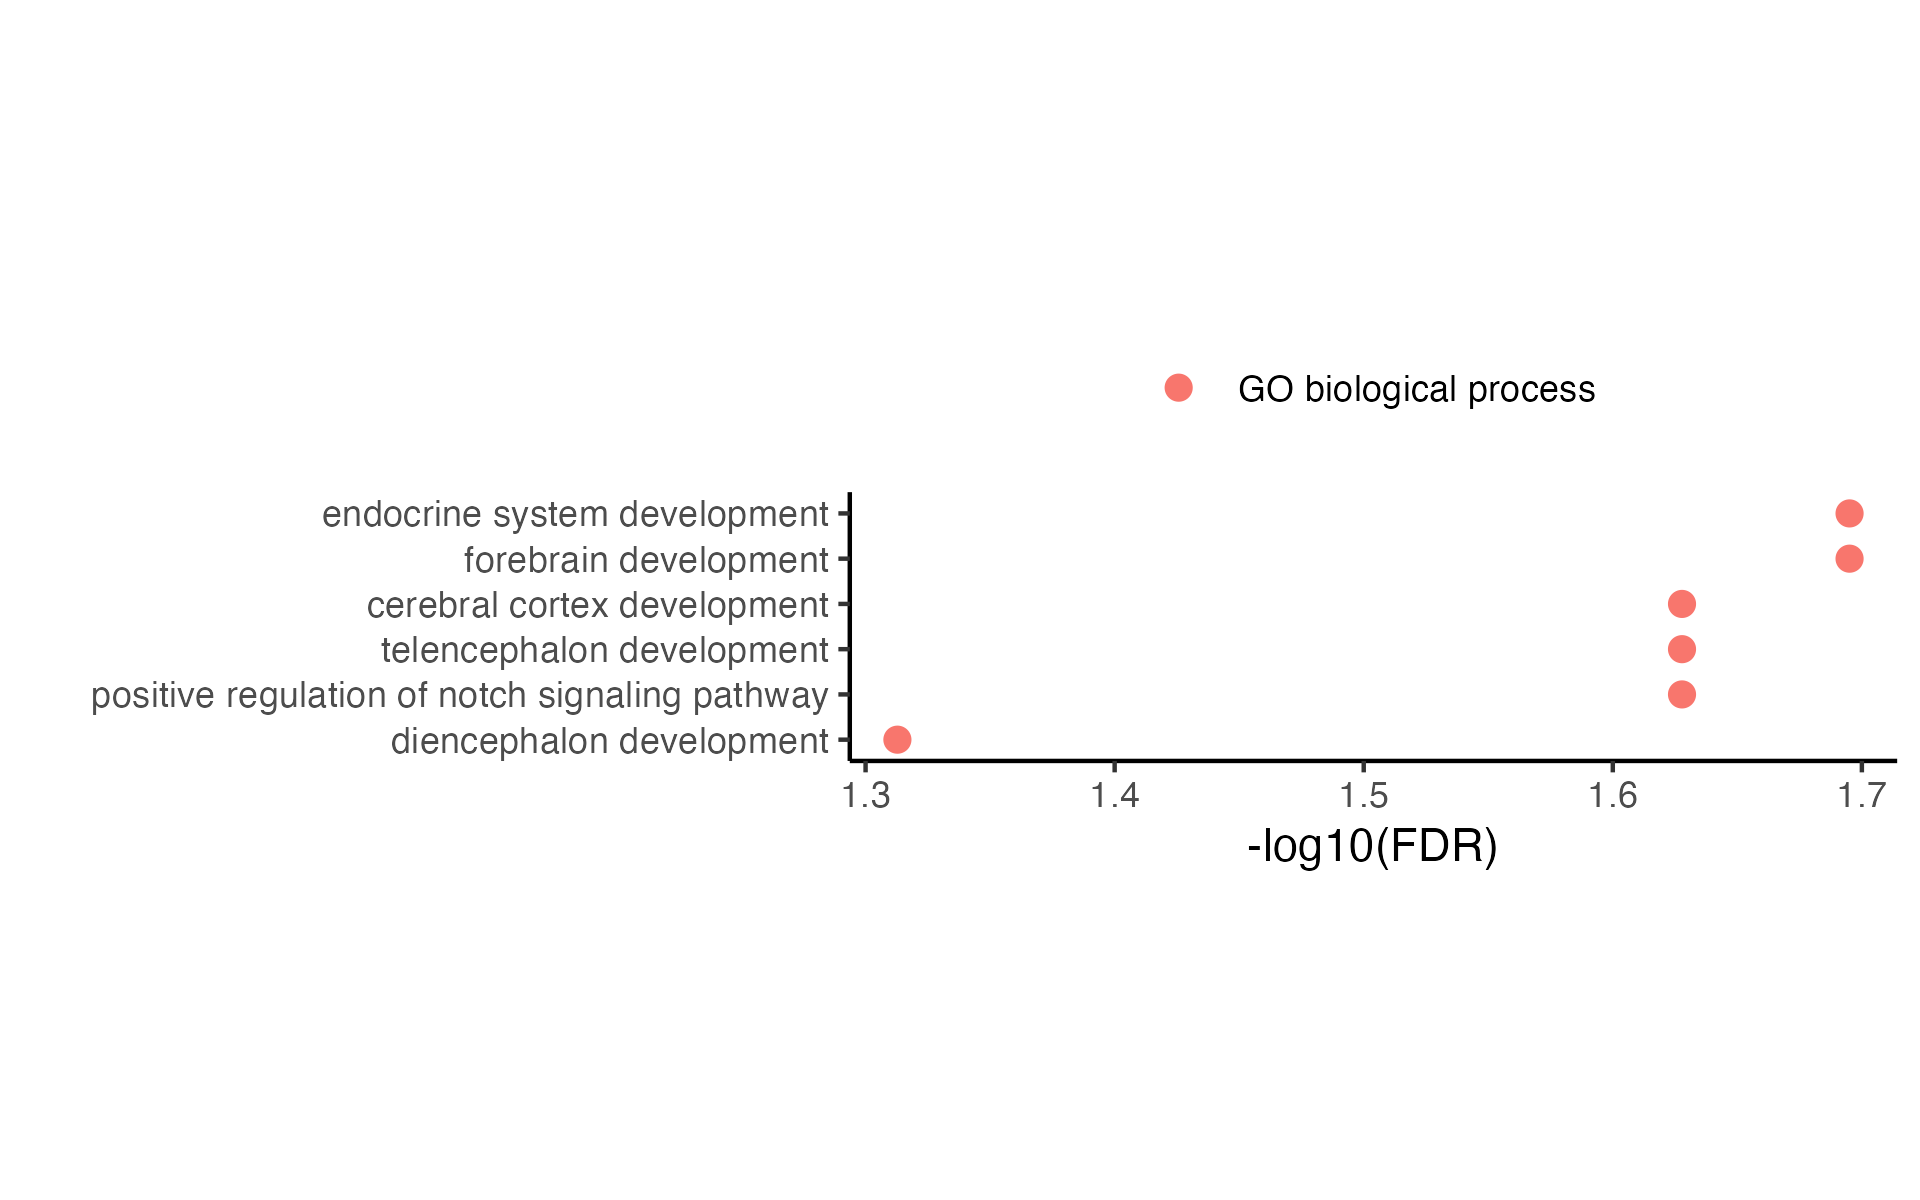 GO biological process
endocrine system development
forebrain development
cerebral cortex development
telencephalon development
positive regulation of notch signaling pathway
diencephalon development
1.3 1.4 1.5 1.6 1.7
-log10(FDR)